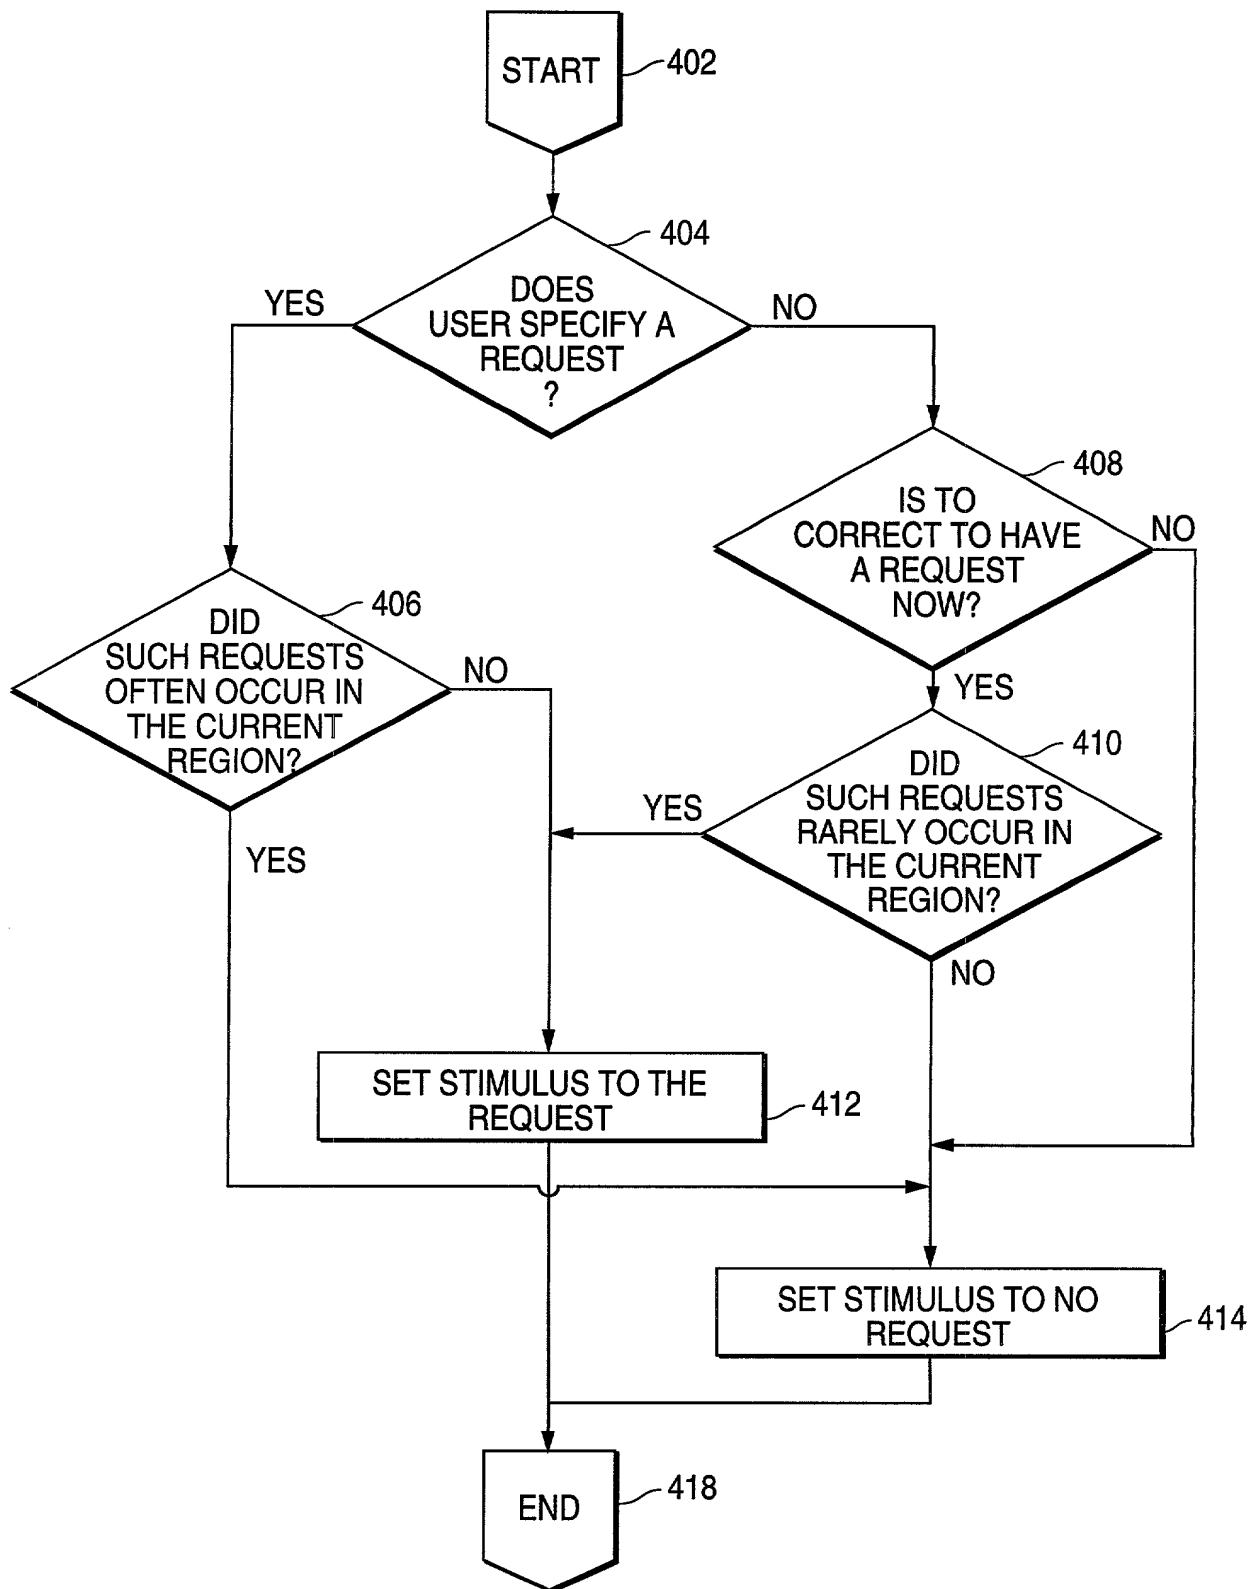 START
402
404
DOES
USER SPECIFY A
REQUEST
?
YES
NO
408
IS TO
CORRECT TO HAVE
A REQUEST
NOW?
NO
YES
406
DID
SUCH REQUESTS
OFTEN OCCUR IN
THE CURRENT
REGION?
NO
YES
410
DID
SUCH REQUESTS
RARELY OCCUR IN
THE CURRENT
REGION?
YES
NO
SET STIMULUS TO THE
REQUEST
412
SET STIMULUS TO NO
REQUEST
414
END
418